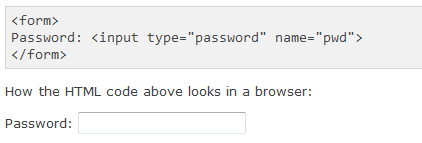 <form>
Password: <input type="password" name="pwd">
</form>
How the HTML code above looks in a browser:
Password: